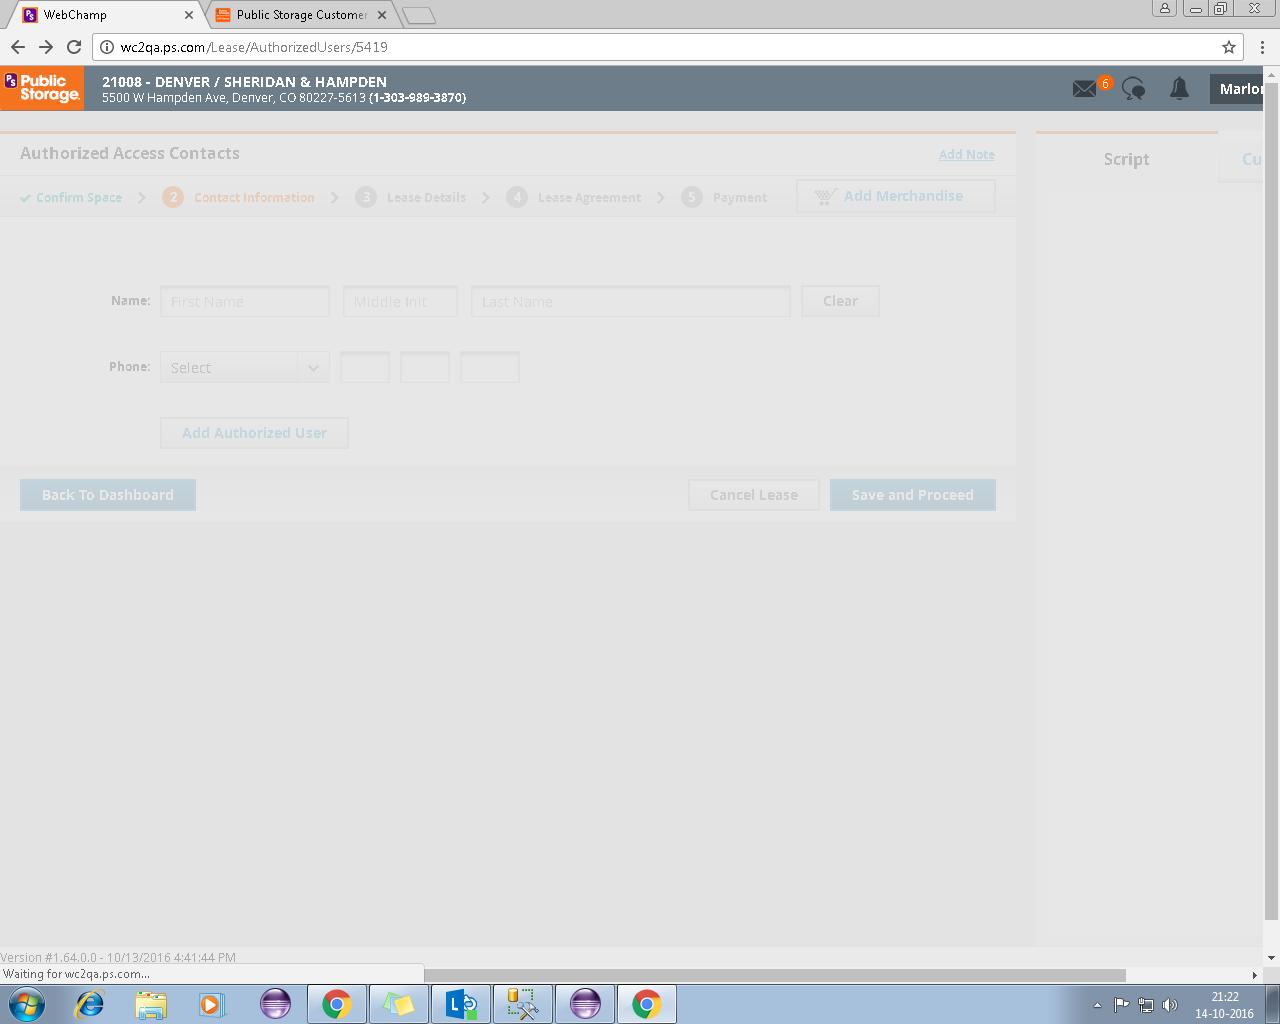 WebChamp
Public Storage Customer
wc2qa.ps.com/Lease/AuthorizedUsers/5419
PS Public Storage.
21008 - DENVER / SHERIDAN & HAMPDEN
5500 W Hampden Ave, Denver, CO 80227-5613 {1-303-989-3870}
6
Marlo
Authorized Access Contacts
Add Note
Script
Cu
Confirm Space
2 Contact Information
3 Lease Details
4 Lease Agreement
5 Payment
Add Merchandise
Name:
First Name
Middle Init
Last Name
Clear
Phone:
Select
Add Authorized User
Back To Dashboard
Cancel Lease
Save and Proceed
Version #1.64.0.0 - 10/13/2016 4:41:44 PM
Waiting for wc2qa.ps.com...
21:22
14-10-2016